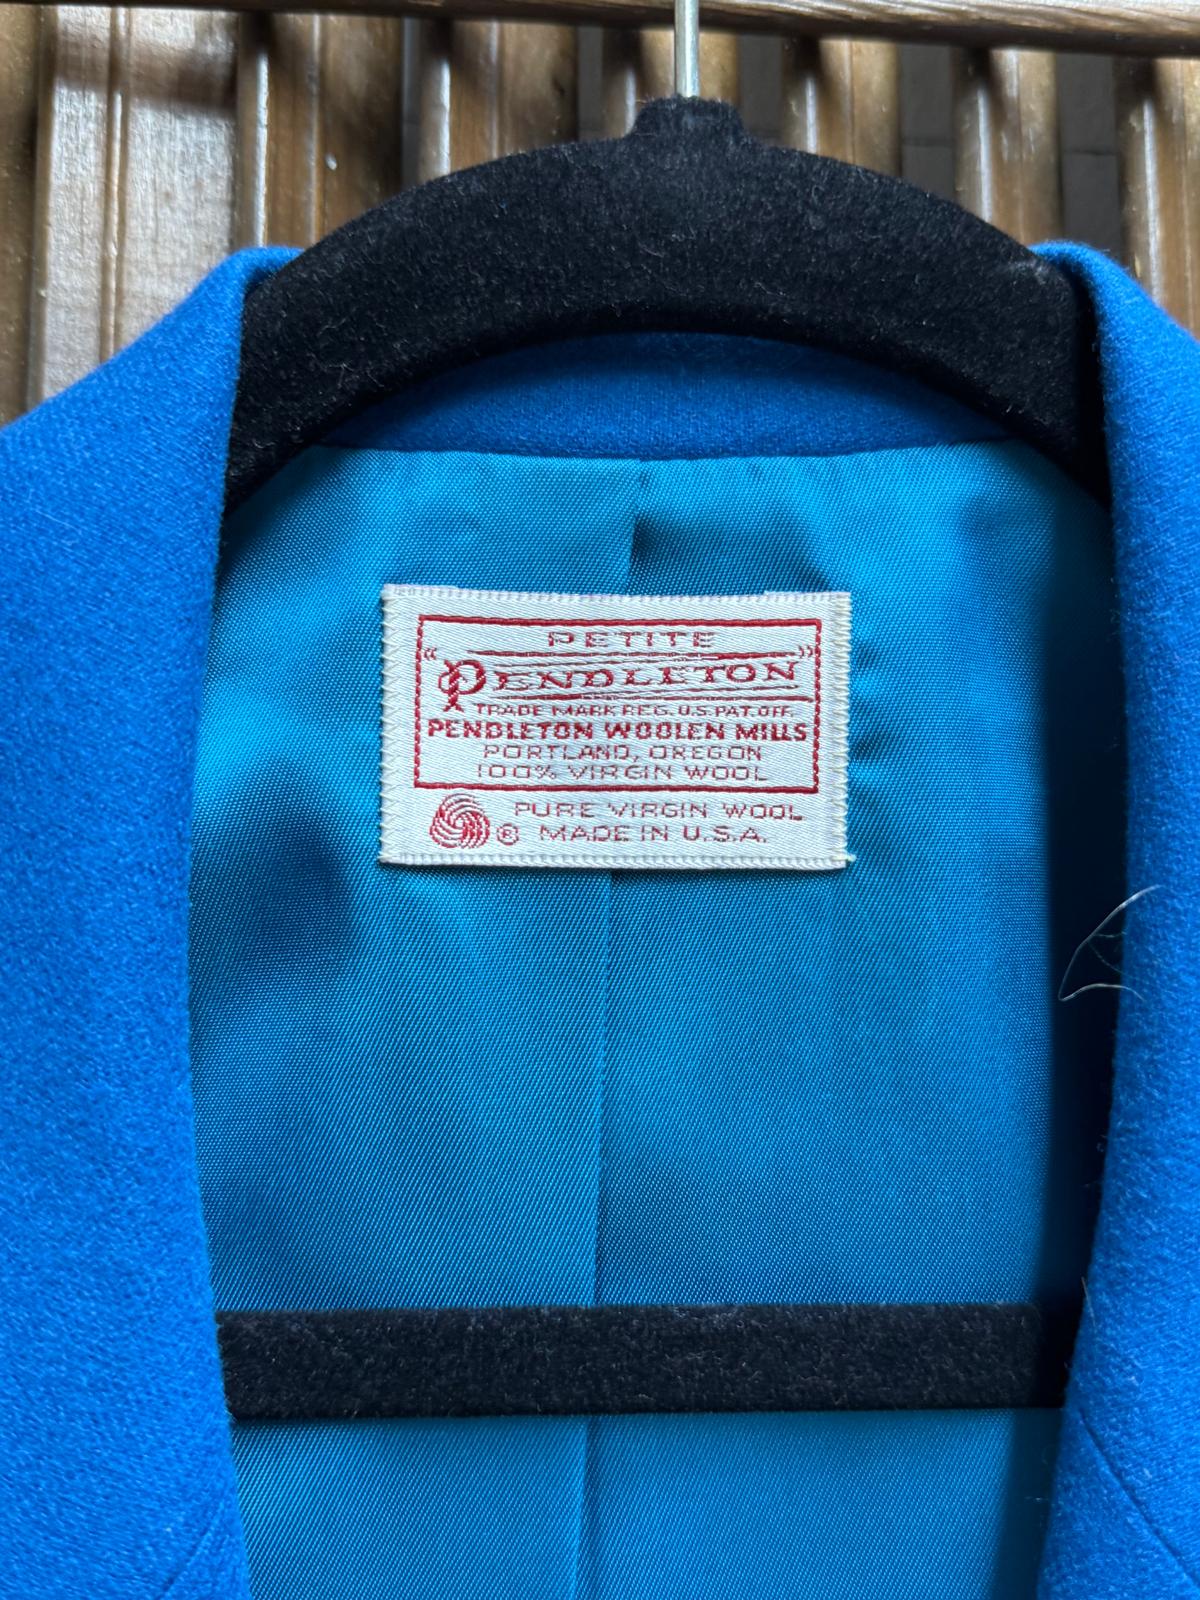 PETITE
"PENDLETON"
TRADE MARK REG. U.S. PAT. OFF.
PENDLETON WOOLEN MILLS
PORTLAND, OREGON
100% VIRGIN WOOL
PURE VIRGIN WOOL
® MADE IN U.S.A.